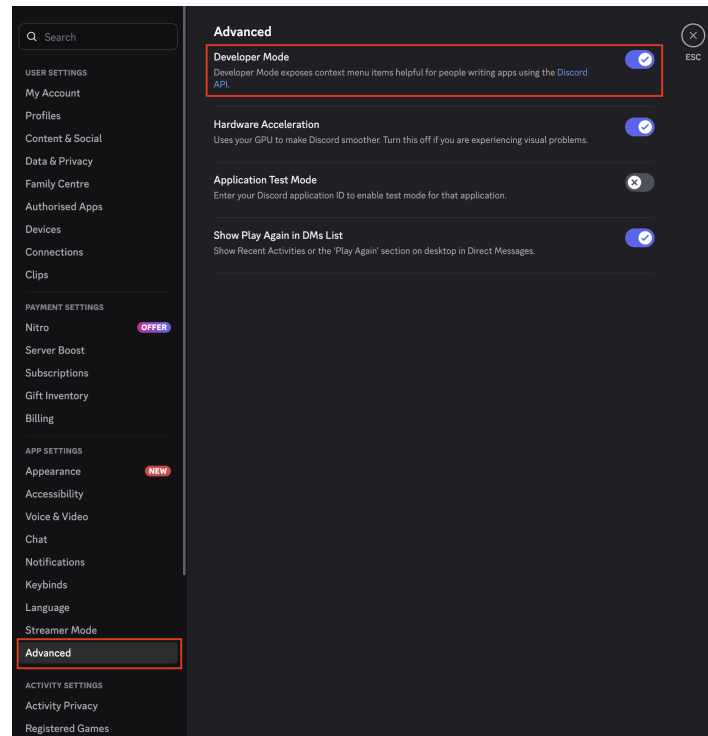 Search
USER SETTINGS
My Account
Profiles
Content & Social
Data & Privacy
Family Centre
Authorised Apps
Devices
Connections
Clips
PAYMENT SETTINGS
Nitro OFFER
Server Boost
Subscriptions
Gift Inventory
Billing
APP SETTINGS
Appearance NEW
Accessibility
Voice & Video
Chat
Notifications
Keybinds
Language
Streamer Mode
Advanced
ACTIVITY SETTINGS
Activity Privacy
Registered Games
Advanced
Developer Mode
Developer Mode exposes context menu items helpful for people writing apps using the Discord
API.
Hardware Acceleration
Uses your GPU to make Discord smoother. Turn this off if you are experiencing visual problems.
Application Test Mode
Enter your Discord application ID to enable test mode for that application.
Show Play Again in DMs List
Show Recent Activities or the 'Play Again' section on desktop in Direct Messages.
ESC